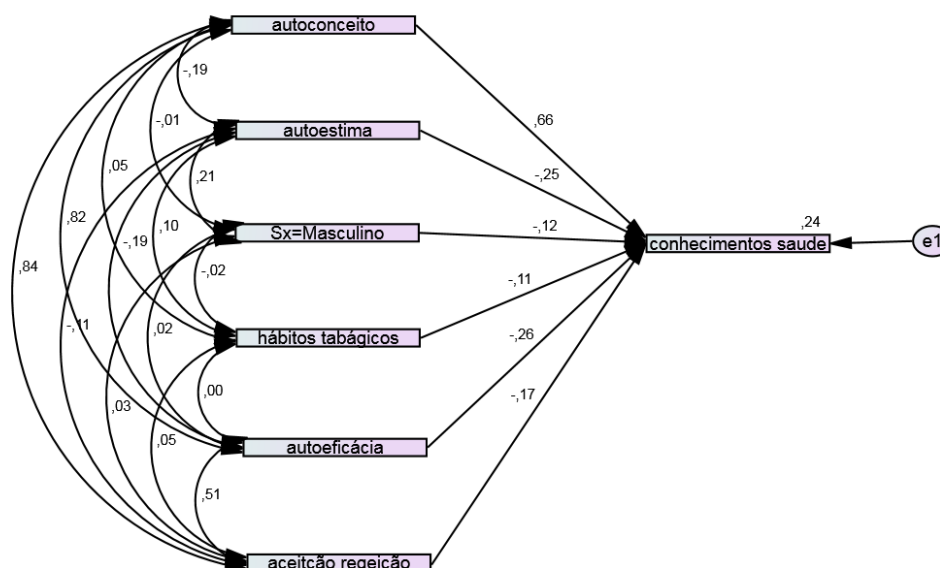 autoconceito
-,19
-,01
,66
autoestima
,05
,21
-,25
,82
-,19
,10
Sx=Masculino
-,12
,24
conhecimentos saude
e1
,84
-,02
-,11
-,11
,02
hábitos tabágicos
-,26
,00
-,17
,03
,05
autoeficácia
,51
aceitcão regeição